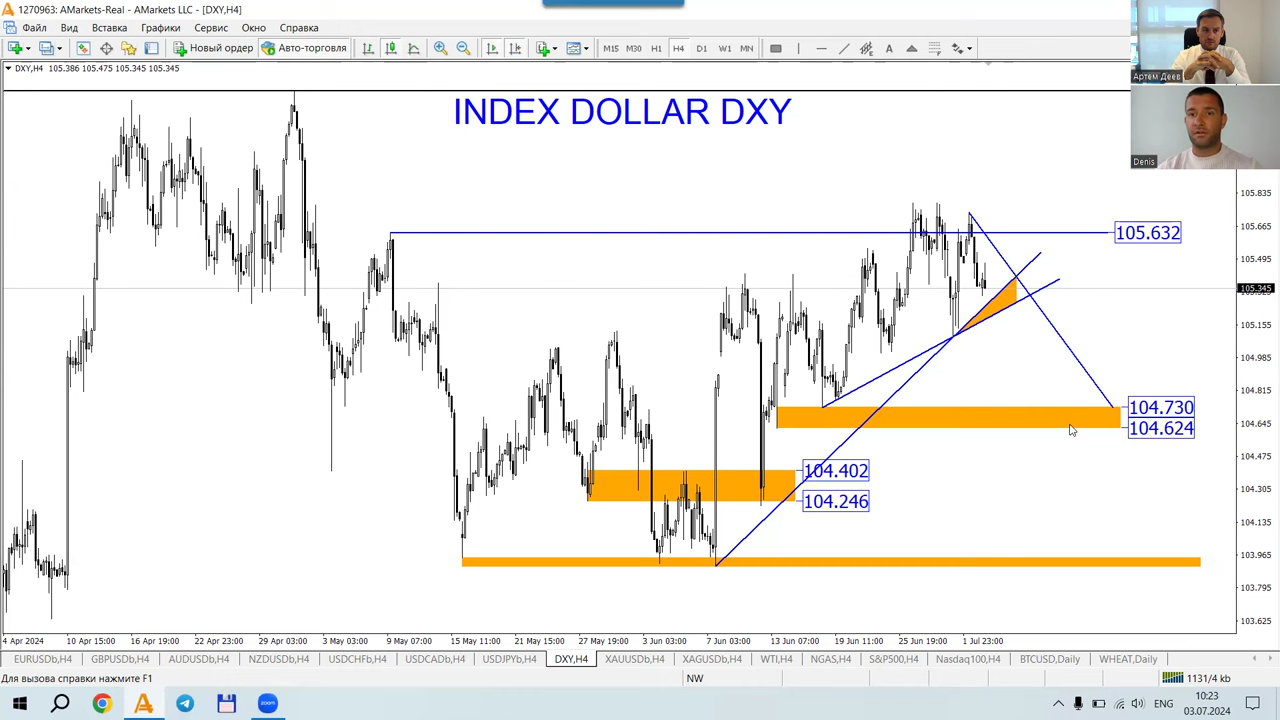 1270963: AMarkets-Real - AMarkets LLC - [DXY,H4]
Файл Вид Вставка Графики Сервис Окно Справка
Новый ордер Авто-торговля M15 M30 H1 H4 D1 W1 MN
DXY,H4 105.386 105.475 105.345 105.345
INDEX DOLLAR DXY
Артем Деев
Denis
105.835
105.665
105.632
105.495
105.345
105.155
104.985
104.815
104.730
104.624
104.645
104.402
104.475
104.246
104.305
104.135
103.965
103.795
103.625
4 Apr 2024 10 Apr 15:00 16 Apr 19:00 22 Apr 23:00 29 Apr 03:00 3 May 03:00 9 May 07:00 15 May 11:00 21 May 15:00 27 May 19:00 3 Jun 03:00 7 Jun 03:00 13 Jun 07:00 19 Jun 11:00 25 Jun 19:00 1 Jul 23:00
EURUSDb,H4 GBPUSDb,H4 AUDUSDb,H4 NZDUSDb,H4 USDCHFb,H4 USDCADb,H4 USDJPYb,H4 DXY,H4 XAUUSDb,H4 XAGUSDb,H4 WTI,H4 NGAS,H4 S&P500,H4 Nasdaq100,H4 BTCUSD,Daily WHEAT,Daily
Для вызова справки нажмите F1 NW 1131/4 kb
zoom ENG 10:23
03.07.2024